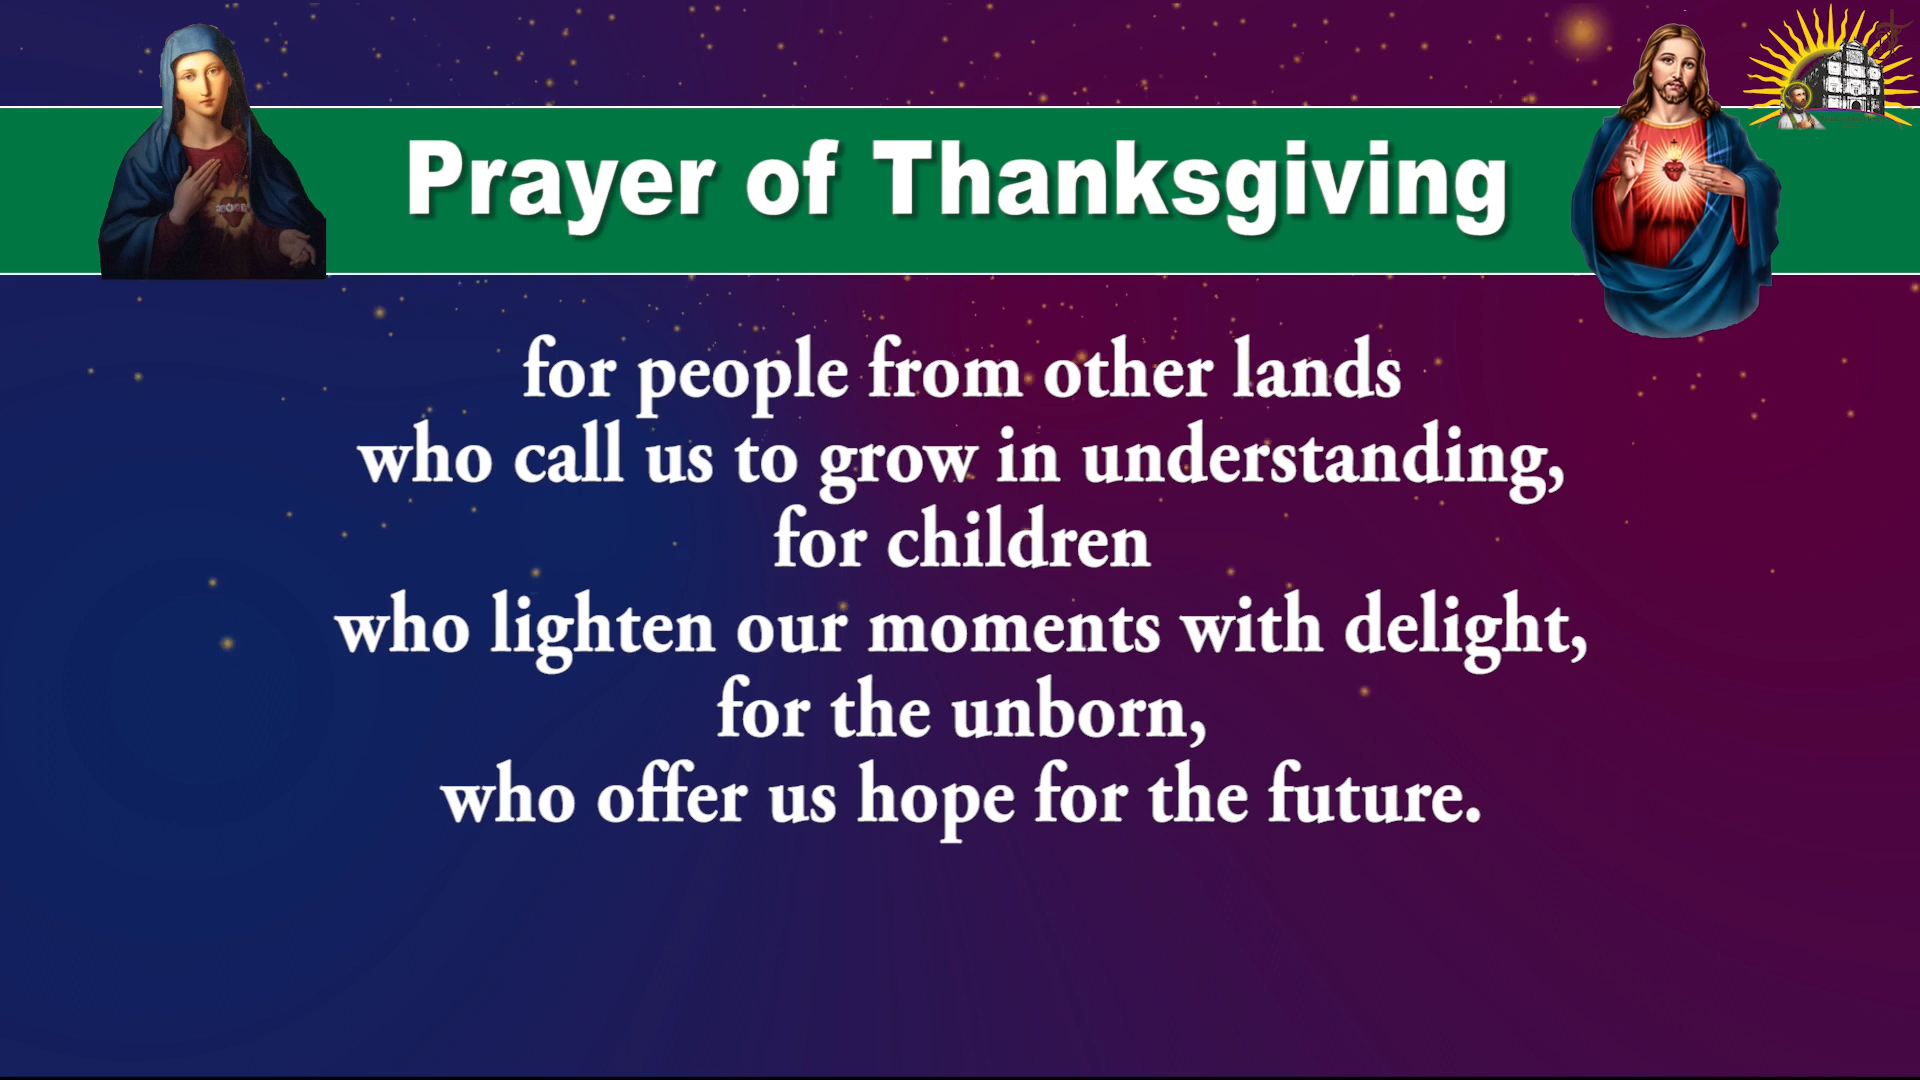 Prayer of Thanksgiving
for people from other lands
who call us to grow in understanding,
for children
who lighten our moments with delight,
for the unborn,
who offer us hope for the future.